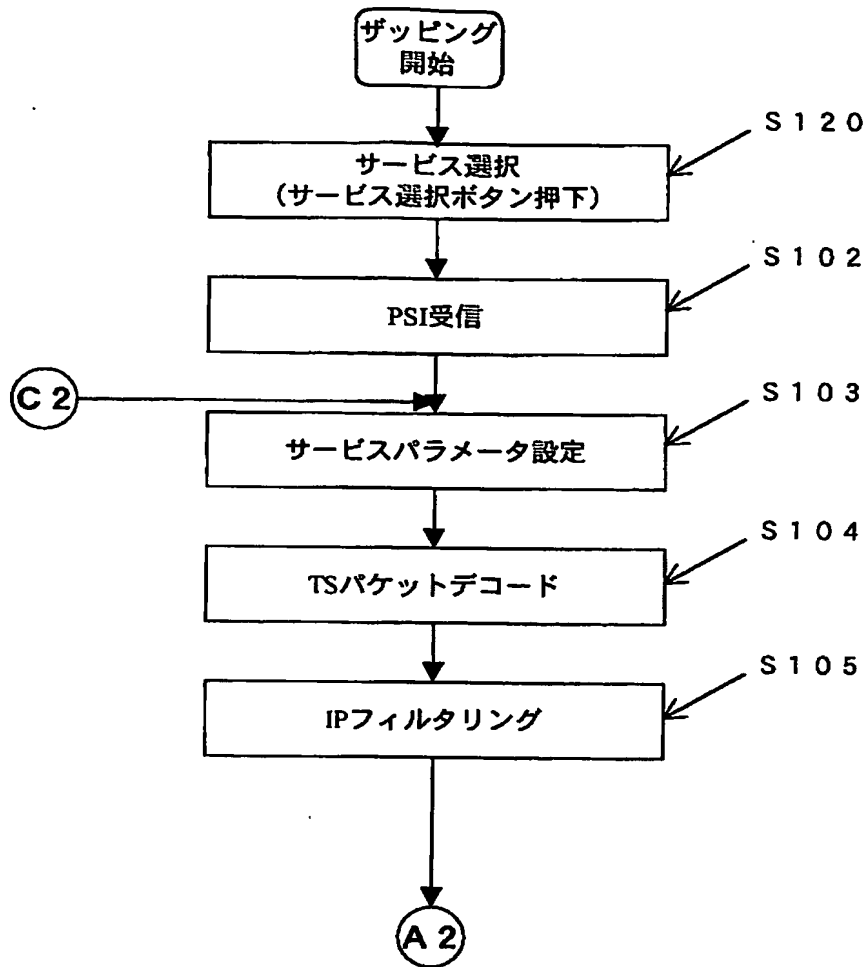 ザッピング
開始
S120
サービス選択
(サービス選択ボタン押下)
S102
PSI受信
C2
S103
サービスパラメータ設定
S104
TSパケットデコード
S105
IPフィルタリング
A2